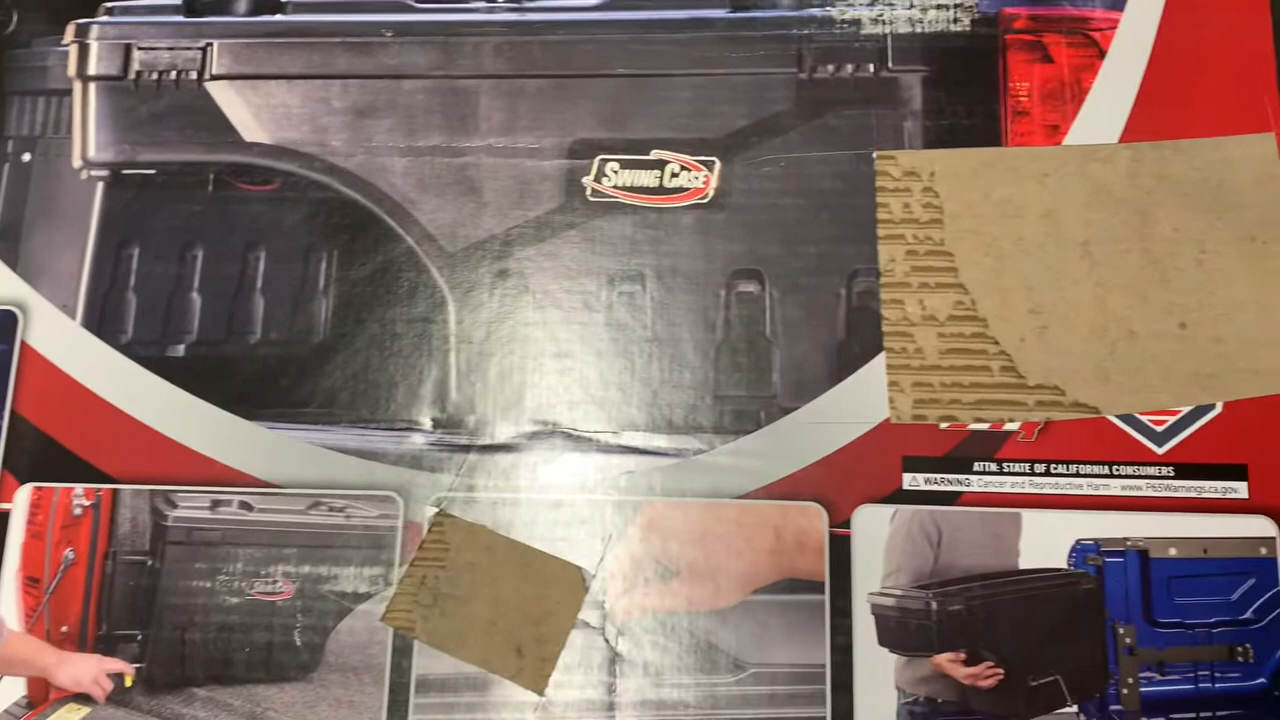 SWING CASE
ATTN: STATE OF CALIFORNIA CONSUMERS
⚠ WARNING: Cancer and Reproductive Harm - www.P65Warnings.ca.gov.